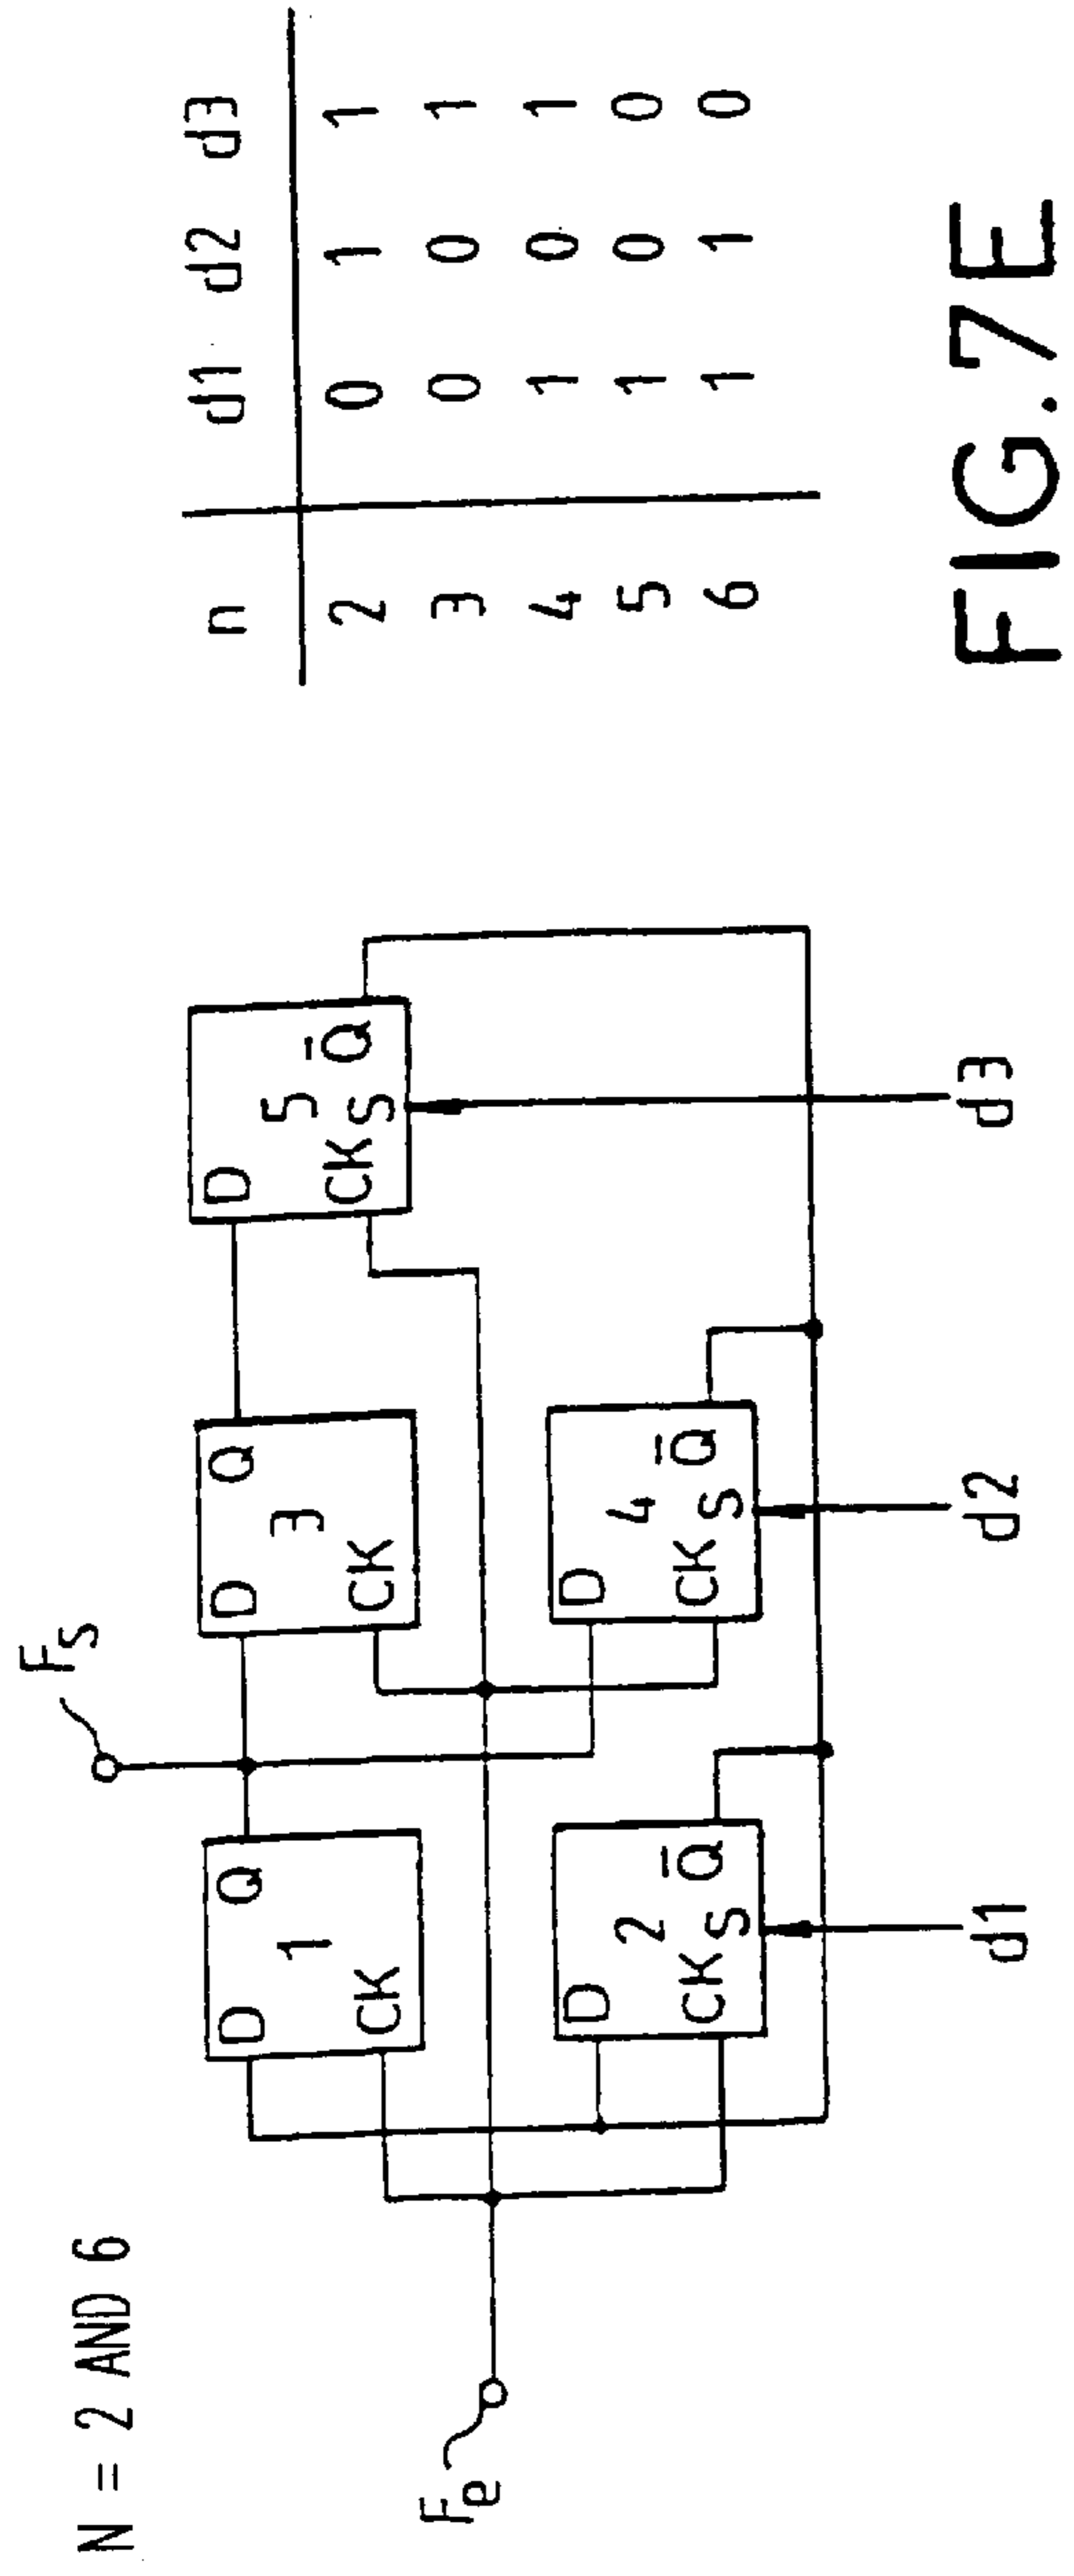 N = 2 AND 6
Fe
Fs
D Q
1
CK
D Q
3
CK
D
5
CK S Q̄
D
2
CK S Q̄
D
4
CK S Q̄
d1
d2
d3
n d1 d2 d3
2 0 1 1
3 0 0 1
4 1 0 1
5 1 0 0
6 1 1 0
FIG.7E